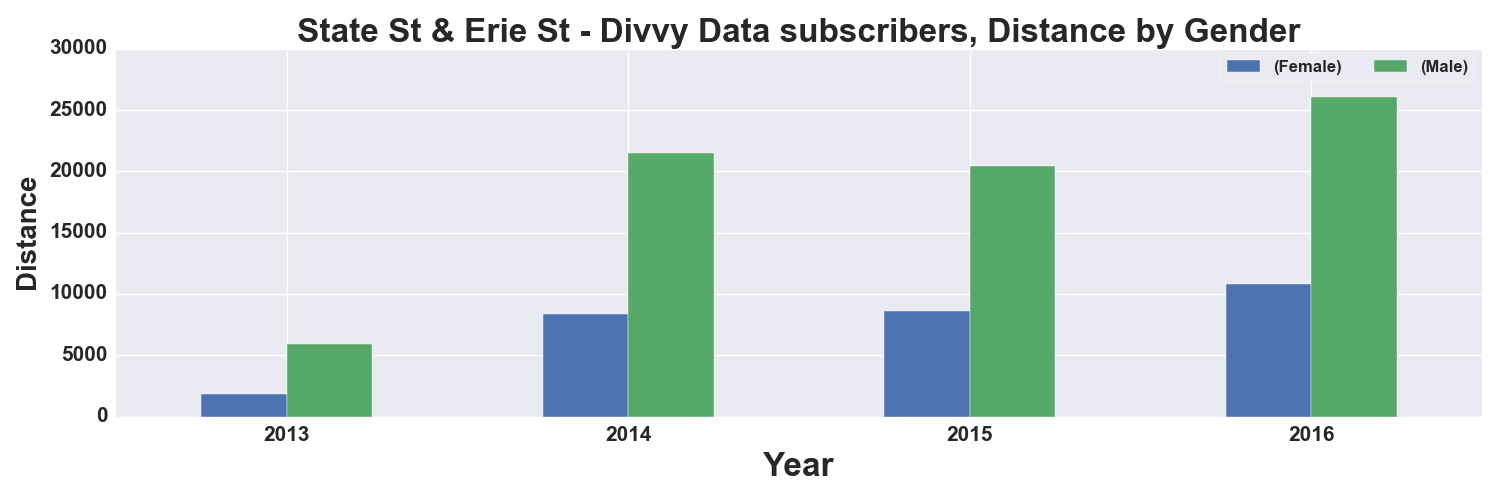 State St & Erie St - Divvy Data subscribers, Distance by Gender
(Female) (Male)
Distance
30000
25000
20000
15000
10000
5000
0
2013 2014 2015 2016
Year